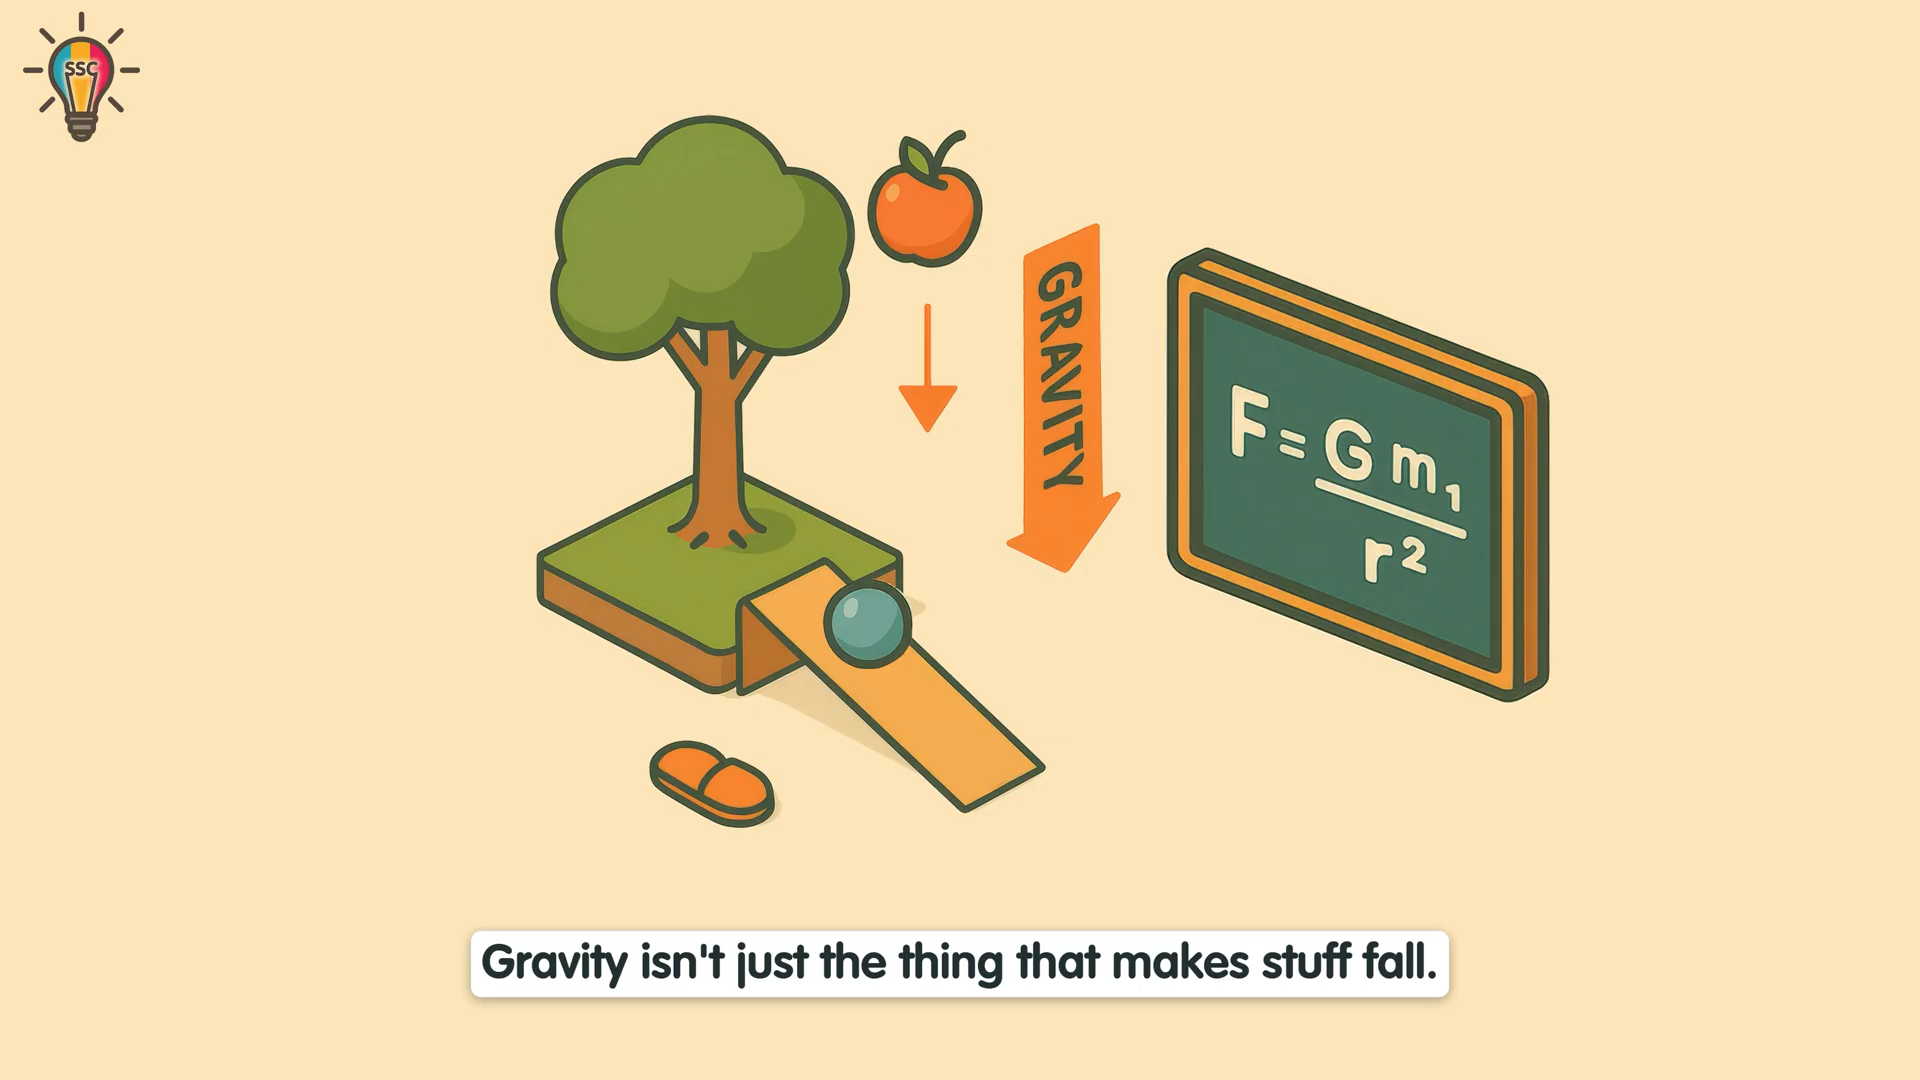 SSC
GRAVITY
F = G m₁
r²
Gravity isn't just the thing that makes stuff fall.